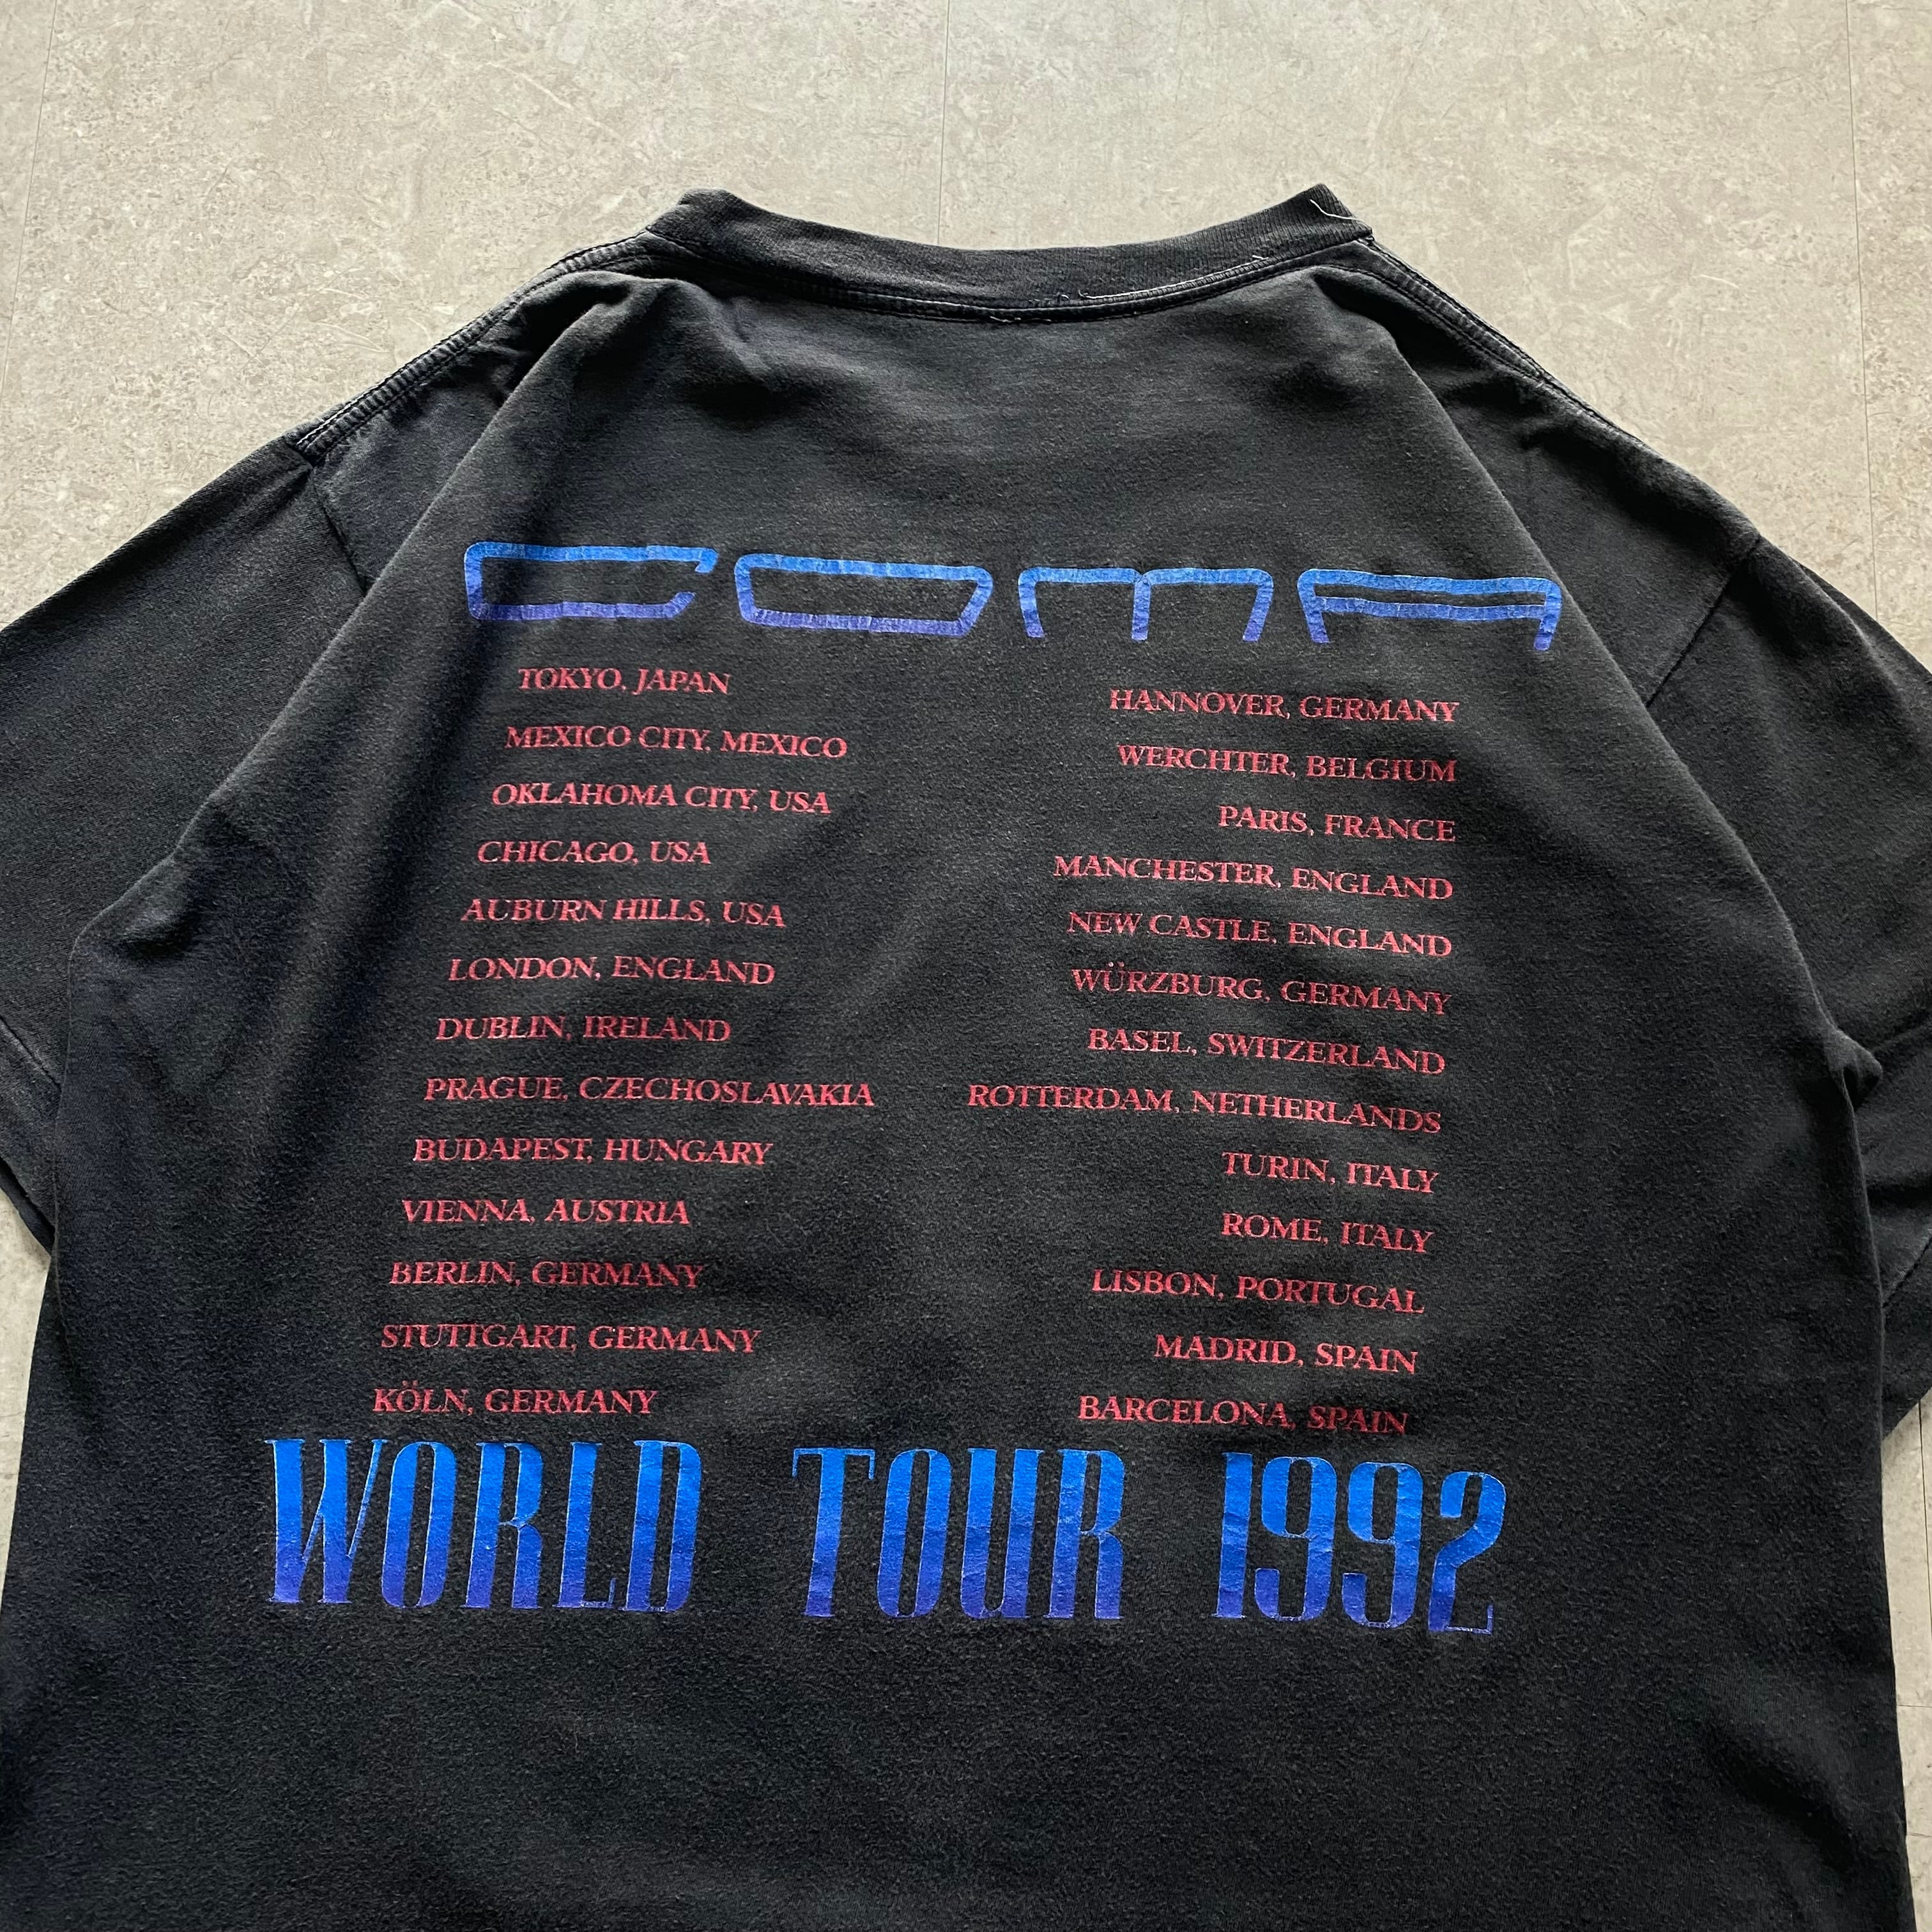 COMA
TOKYO, JAPAN
MEXICO CITY, MEXICO
OKLAHOMA CITY, USA
CHICAGO, USA
AUBURN HILLS, USA
LONDON, ENGLAND
DUBLIN, IRELAND
PRAGUE, CZECHOSLAVAKIA
BUDAPEST, HUNGARY
VIENNA, AUSTRIA
BERLIN, GERMANY
STUTTGART, GERMANY
KÖLN, GERMANY
HANNOVER, GERMANY
WERCHTER, BELGIUM
PARIS, FRANCE
MANCHESTER, ENGLAND
NEW CASTLE, ENGLAND
WÜRZBURG, GERMANY
BASEL, SWITZERLAND
ROTTERDAM, NETHERLANDS
TURIN, ITALY
ROME, ITALY
LISBON, PORTUGAL
MADRID, SPAIN
BARCELONA, SPAIN
WORLD TOUR 1992